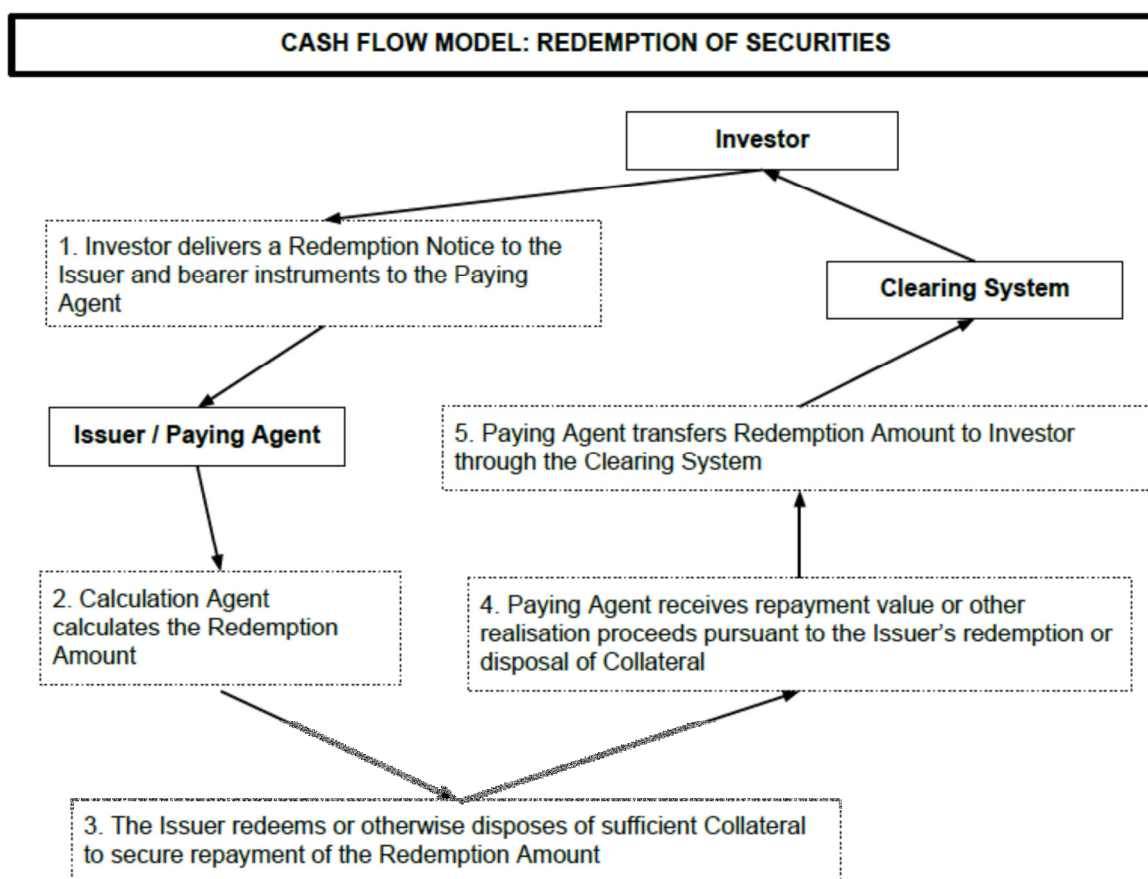 CASH FLOW MODEL: REDEMPTION OF SECURITIES
Investor
1. Investor delivers a Redemption Notice to the
Issuer and bearer instruments to the Paying
Agent
Clearing System
Issuer / Paying Agent
5. Paying Agent transfers Redemption Amount to Investor
through the Clearing System
2. Calculation Agent
calculates the Redemption
Amount
4. Paying Agent receives repayment value or other
realisation proceeds pursuant to the Issuer's redemption or
disposal of Collateral
3. The Issuer redeems or otherwise disposes of sufficient Collateral
to secure repayment of the Redemption Amount